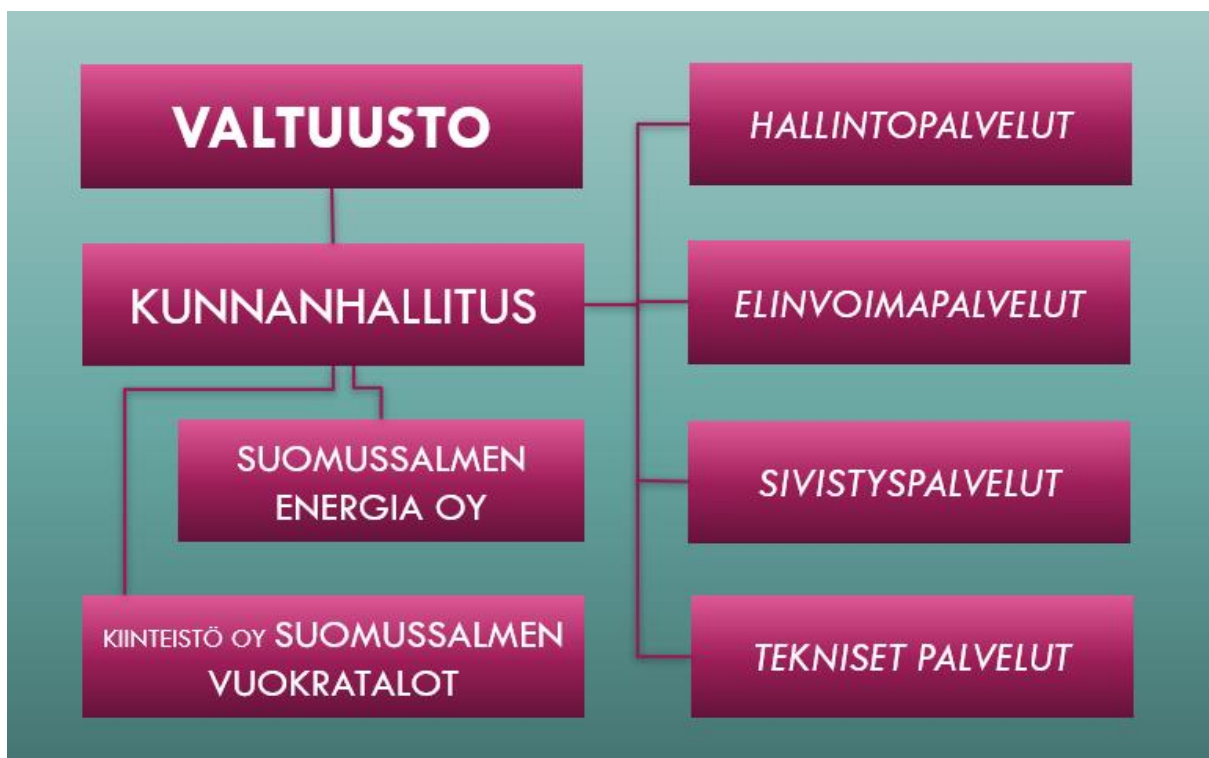 VALTUUSTO
KUNNANHALLITUS
SUOMUSSALMEN
ENERGIA OY
KIINTEISTÖ OY SUOMUSSALMEN
VUOKRATALOT
HALLINTOPALVELUT
ELINVOIMAPALVELUT
SIVISTYSPALVELUT
TEKNISET PALVELUT